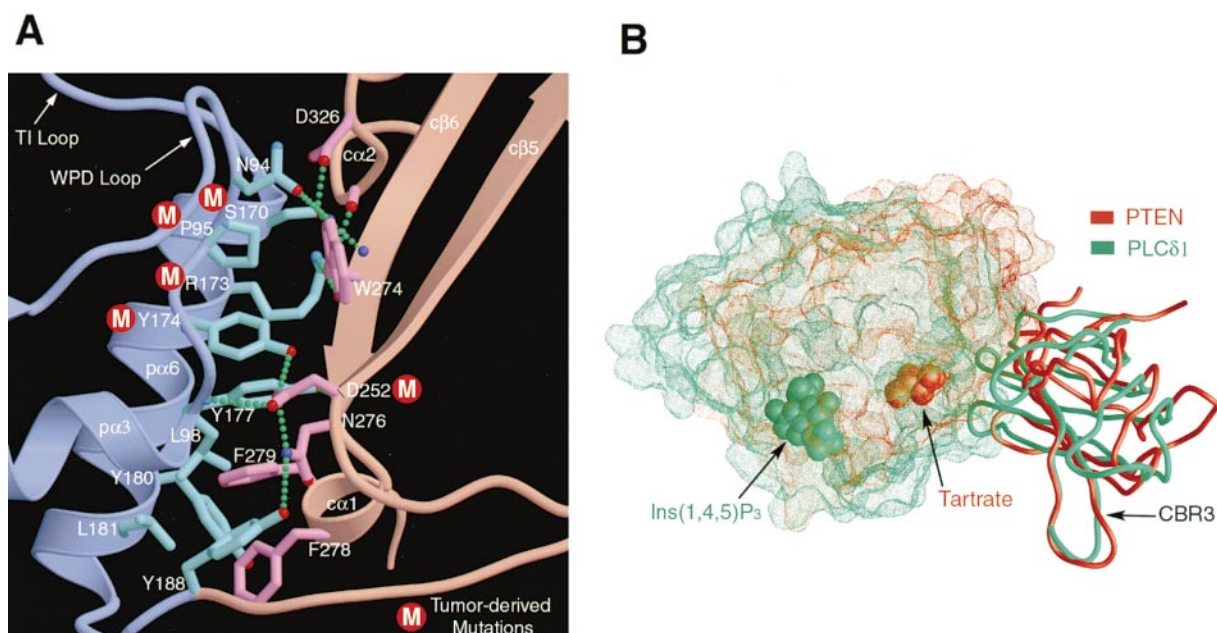 A
TI Loop
WPD Loop
D326
cα2
cβ6
cβ5
N94
M
S170
M
P95
M
R173
W274
M
Y174
pα6
D252 M
Y177
N276
pα3
L98
F279
Y180
cα1
L181
F278
Y188
M Tumor-derived
Mutations
B
PTEN
PLCδ1
Ins(1,4,5)P₃
Tartrate
CBR3